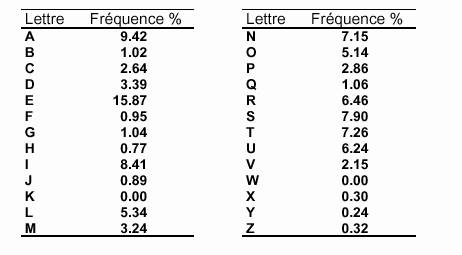 Lettre Fréquence % Lettre Fréquence %
A 9.42 N 7.15
B 1.02 O 5.14
C 2.64 P 2.86
D 3.39 Q 1.06
E 15.87 R 6.46
F 0.95 S 7.90
G 1.04 T 7.26
H 0.77 U 6.24
I 8.41 V 2.15
J 0.89 W 0.00
K 0.00 X 0.30
L 5.34 Y 0.24
M 3.24 Z 0.32